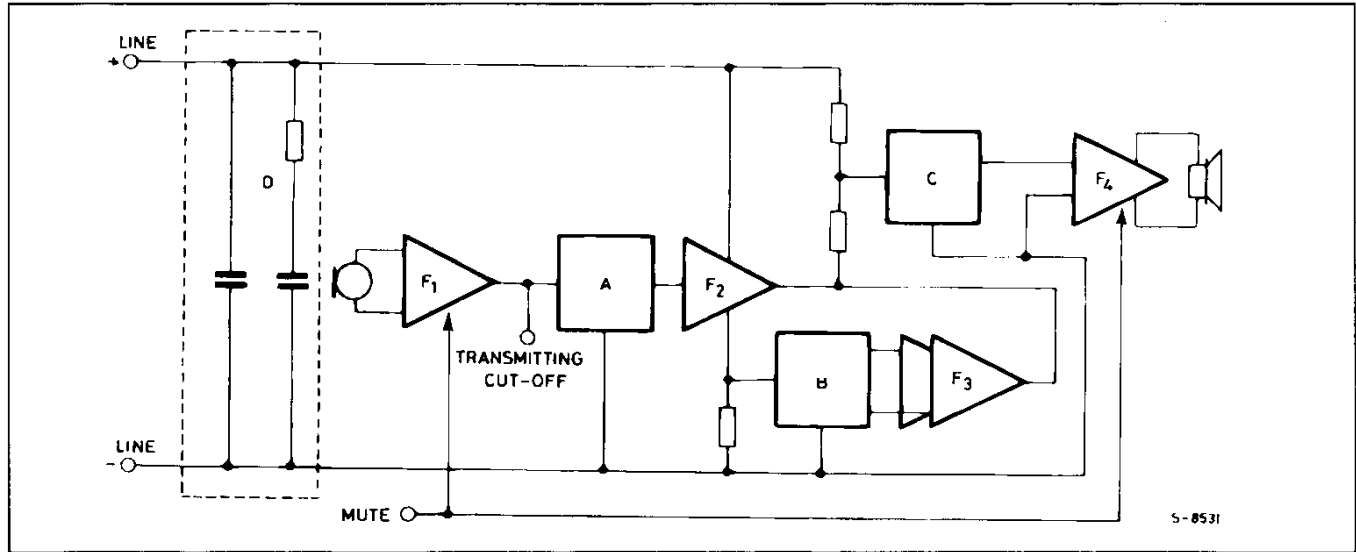 LINE
+
D
F1
A
F2
C
F4
TRANSMITTING
CUT-OFF
B
F3
LINE
-
MUTE
S-8531